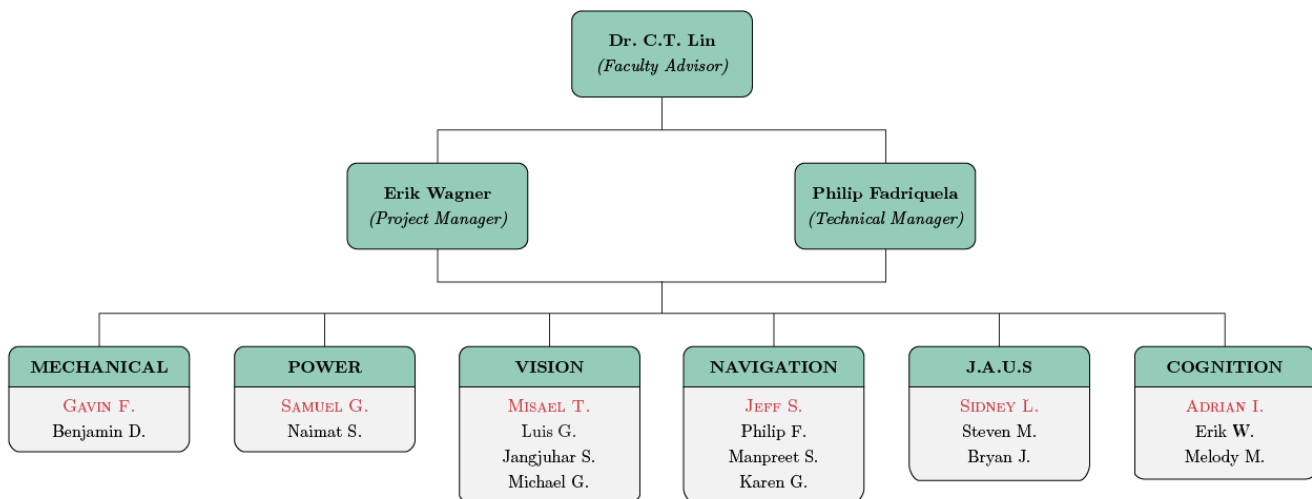 Dr. C.T. Lin
(Faculty Advisor)
Erik Wagner
(Project Manager)
Philip Fadriquela
(Technical Manager)
MECHANICAL
Gavin F.
Benjamin D.
POWER
Samuel G.
Naimat S.
VISION
Misael T.
Luis G.
Jangjuhar S.
Michael G.
NAVIGATION
Jeff S.
Philip F.
Manpreet S.
Karen G.
J.A.U.S
Sidney L.
Steven M.
Bryan J.
COGNITION
Adrian I.
Erik W.
Melody M.